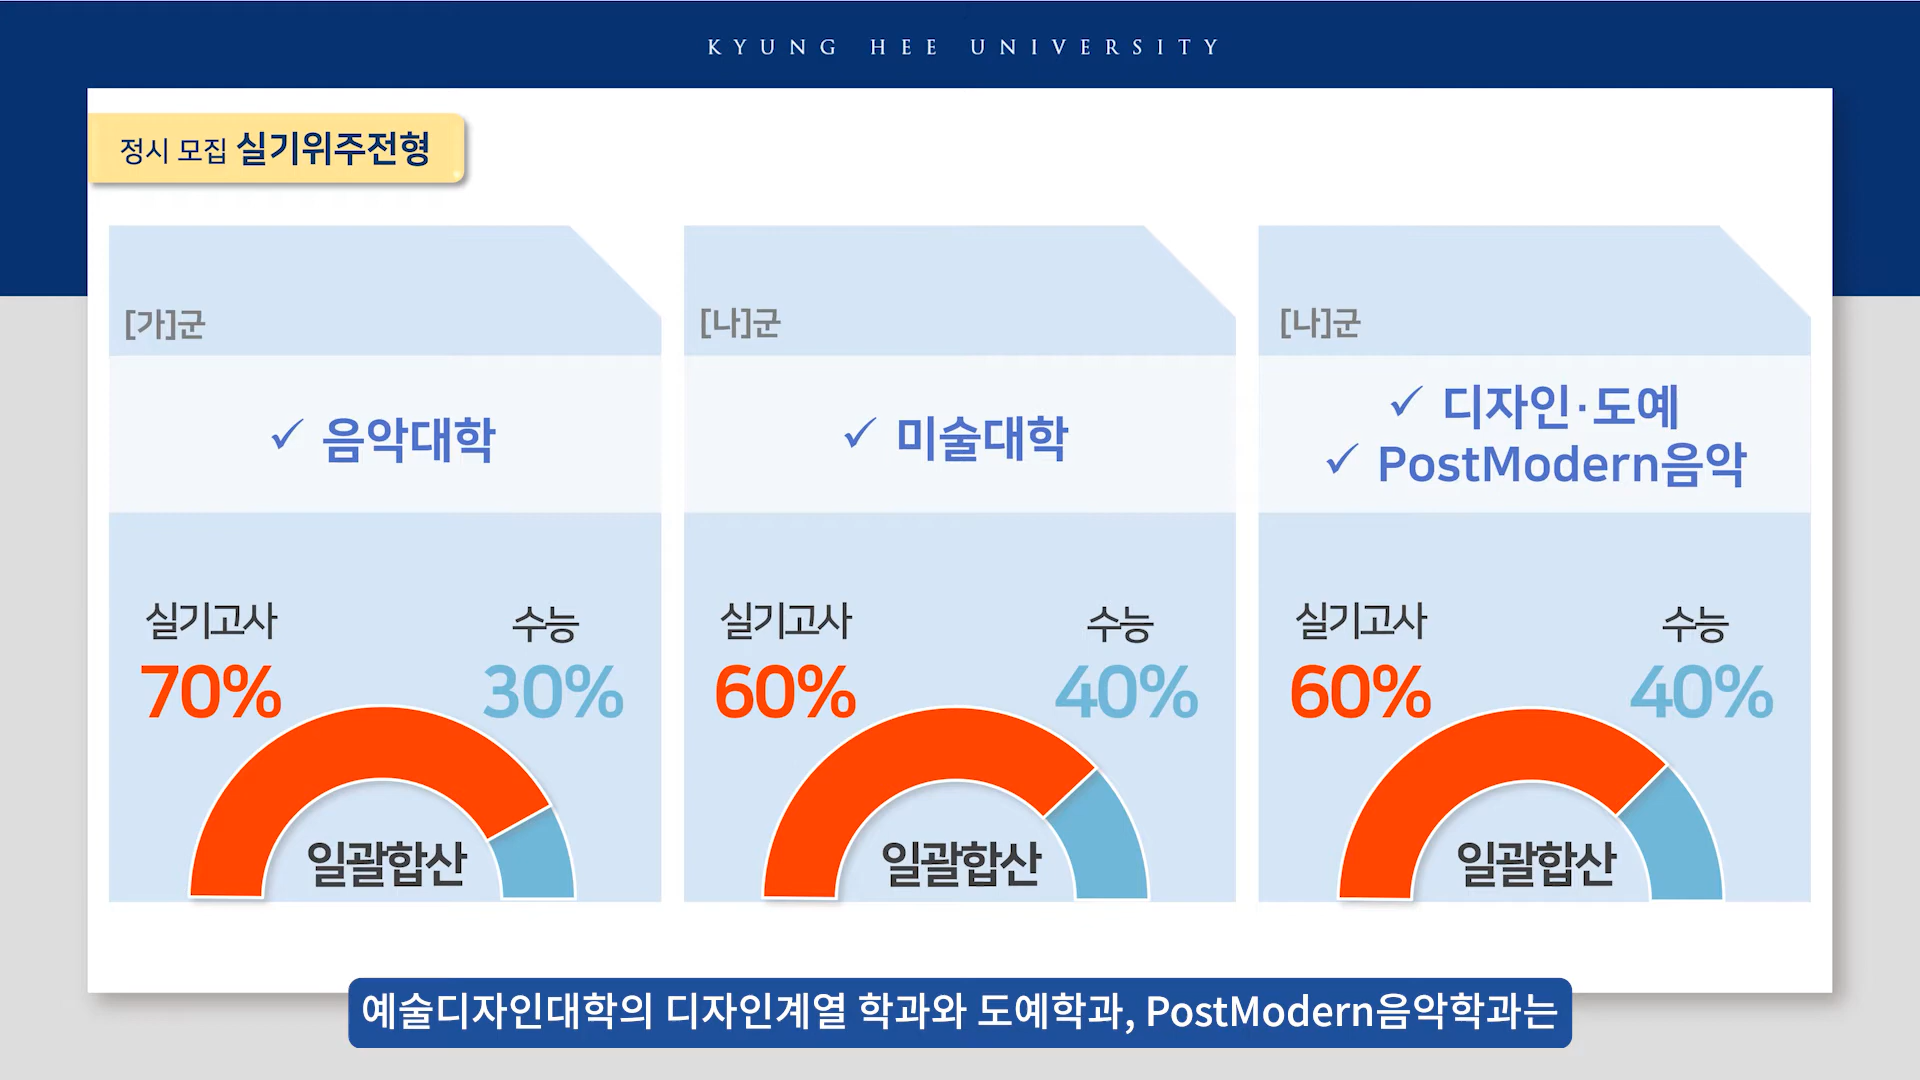 KYUNG HEE UNIVERSITY
정시 모집 실기위주전형
[가]군
✓ 음악대학
실기고사 수능
70% 30%
일괄합산
[나]군
✓ 미술대학
실기고사 수능
60% 40%
일괄합산
[나]군
✓ 디자인·도예
✓ PostModern음악
실기고사 수능
60% 40%
일괄합산
예술디자인대학의 디자인계열 학과와 도예학과, PostModern음악학과는